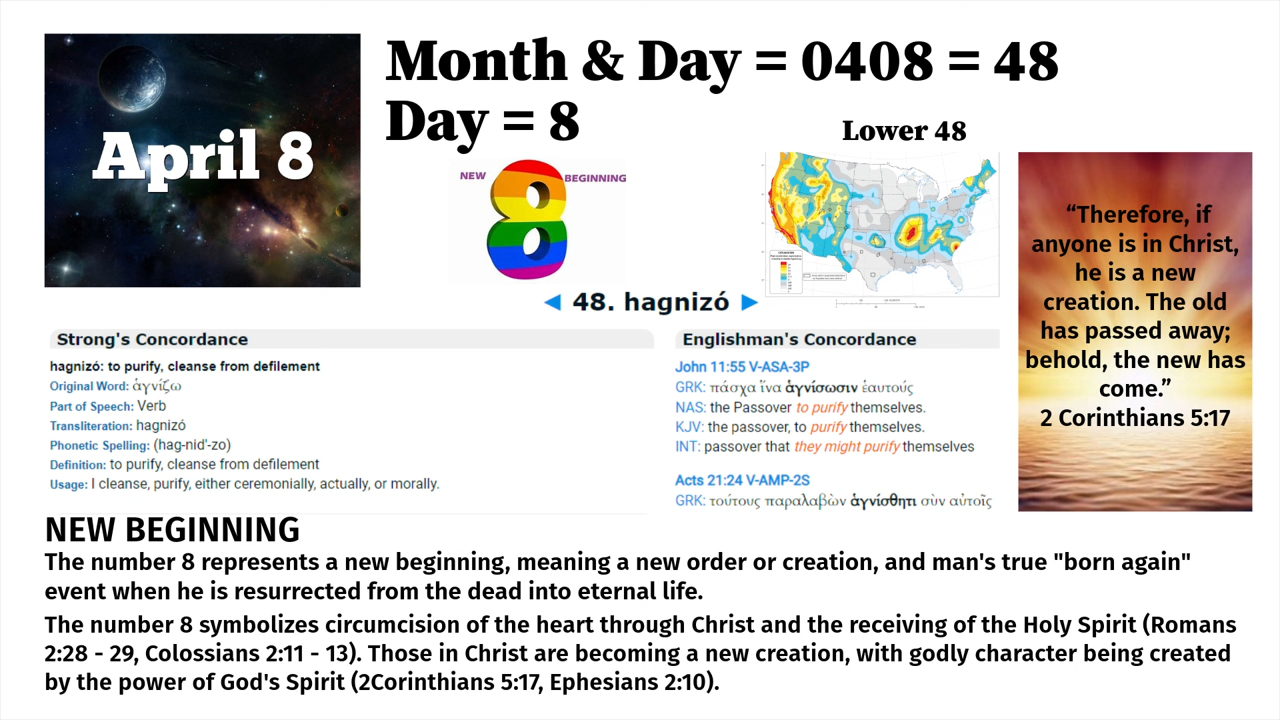 April 8
Month & Day = 0408 = 48
Day = 8
NEW
8
BEGINNING
Lower 48
◄ 48. hagnizó ►
Strong's Concordance
hagnizó: to purify, cleanse from defilement
Original Word: ἁγνίζω
Part of Speech: Verb
Transliteration: hagnizó
Phonetic Spelling: (hag-nid'-zo)
Definition: to purify, cleanse from defilement
Usage: I cleanse, purify, either ceremonially, actually, or morally.
Englishman's Concordance
John 11:55 V-ASA-3P
GRK: πάσχα ἵνα ἁγνίσωσιν ἑαυτούς
NAS: the Passover to purify themselves.
KJV: the passover, to purify themselves.
INT: passover that they might purify themselves
Acts 21:24 V-AMP-2S
GRK: τούτους παραλαβὼν ἁγνίσθητι σὺν αὐτοῖς
“Therefore, if
anyone is in Christ,
he is a new
creation. The old
has passed away;
behold, the new has
come.”
2 Corinthians 5:17
NEW BEGINNING
The number 8 represents a new beginning, meaning a new order or creation, and man's true "born again"
event when he is resurrected from the dead into eternal life.
The number 8 symbolizes circumcision of the heart through Christ and the receiving of the Holy Spirit (Romans
2:28 - 29, Colossians 2:11 - 13). Those in Christ are becoming a new creation, with godly character being created
by the power of God's Spirit (2Corinthians 5:17, Ephesians 2:10).